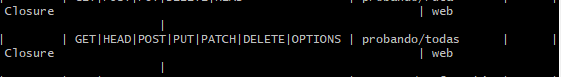 Closure | web
|
| | GET|HEAD|POST|PUT|PATCH|DELETE|OPTIONS | probando/todas | |
Closure | web
|